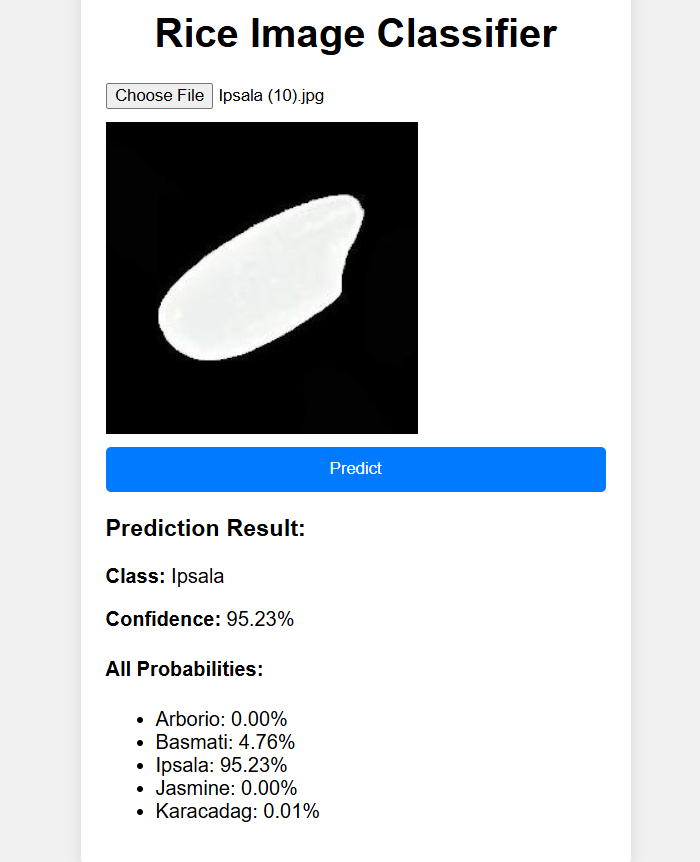 Rice Image Classifier
Choose File Ipsala (10).jpg
Predict
Prediction Result:
Class: Ipsala
Confidence: 95.23%
All Probabilities:
• Arborio: 0.00%
• Basmati: 4.76%
• Ipsala: 95.23%
• Jasmine: 0.00%
• Karacadag: 0.01%